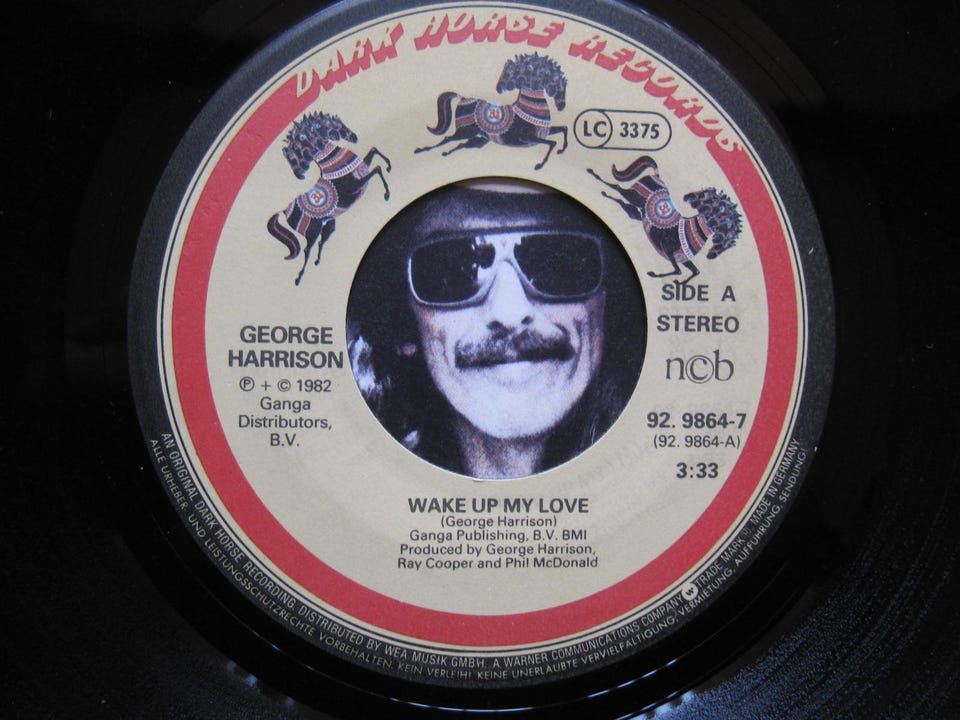 DARK HORSE RECORDS
LC 3375
SIDE A
STEREO
n©b
GEORGE
HARRISON
℗ + © 1982
Ganga
Distributors,
B.V.
92. 9864-7
(92. 9864-A)
3:33
WAKE UP MY LOVE
(George Harrison)
Ganga Publishing, B.V. BMI
Produced by George Harrison,
Ray Cooper and Phil McDonald
AN ORIGINAL DARK HORSE RECORDING, DISTRIBUTED BY WEA MUSIK GMBH, A WARNER COMMUNICATIONS COMPANY TRADE MARK ®, MADE IN GERMANY
ALLE URHEBER- UND LEISTUNGSSCHUTZRECHTE VORBEHALTEN. KEIN VERLEIH! KEINE UNERLAUBTE VERVIELFÄLTIGUNG, VERMIETUNG, AUFFÜHRUNG, SENDUNG!